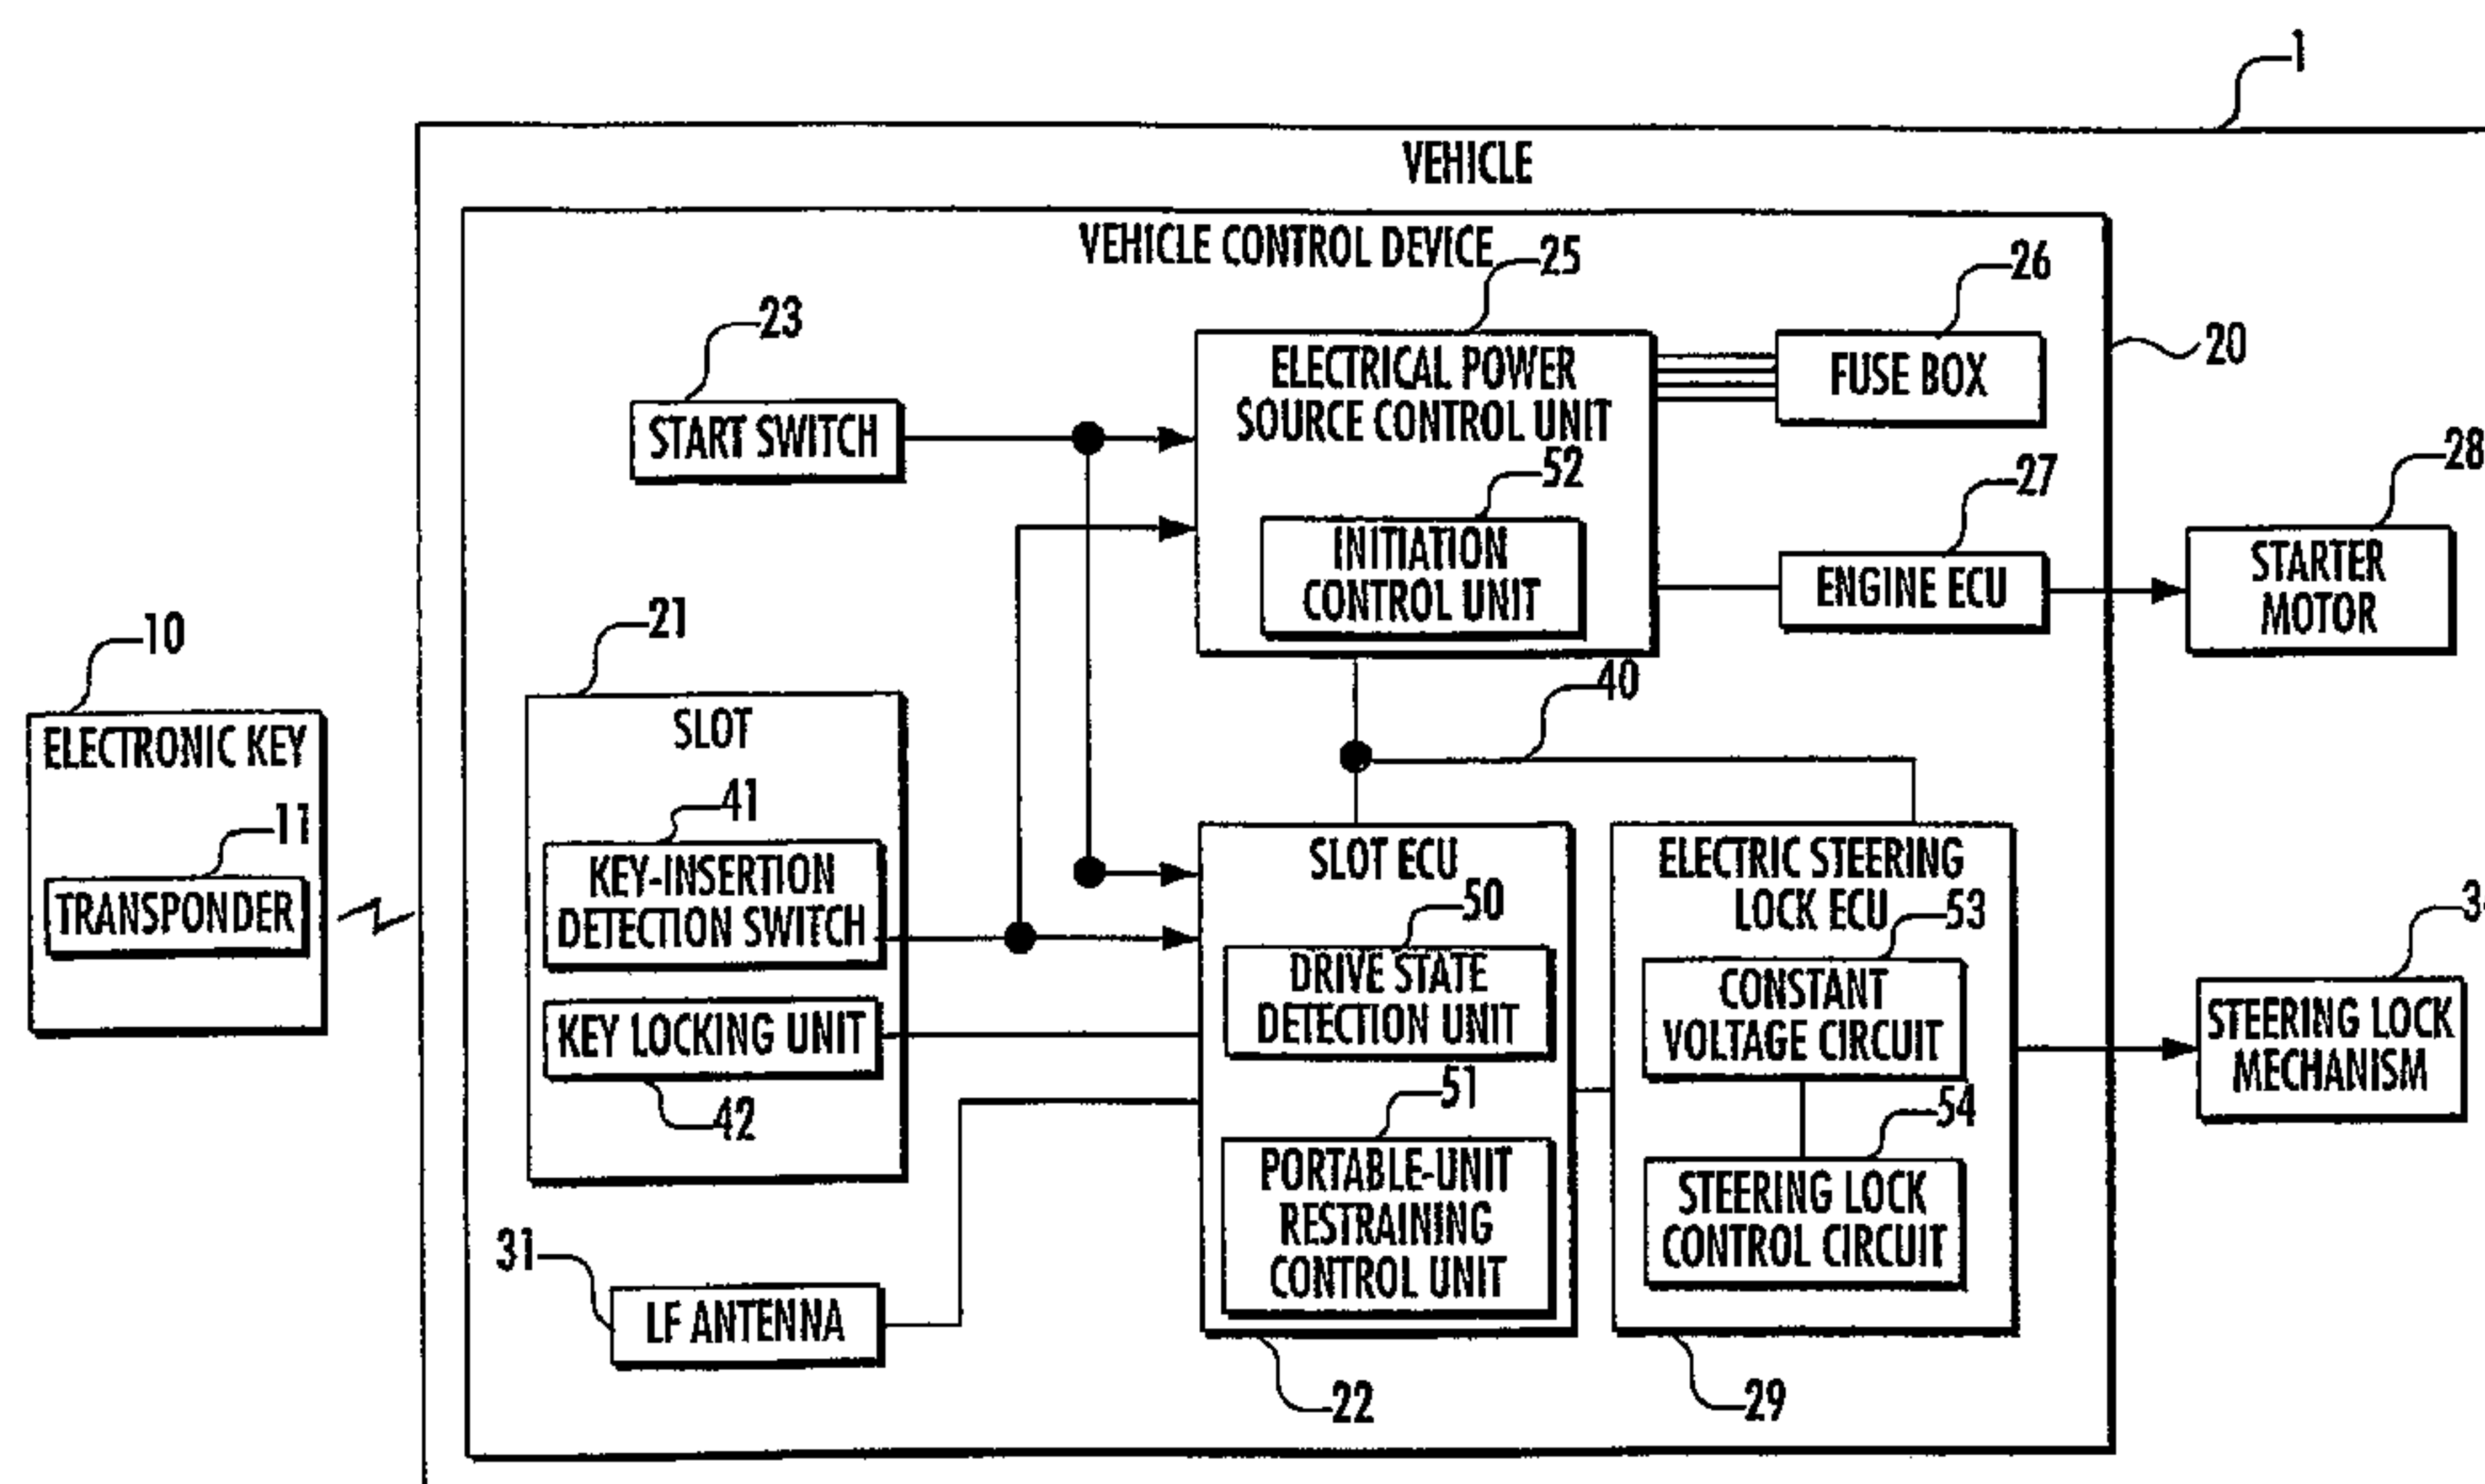 1
VEHICLE
VEHICLE CONTROL DEVICE
25
26
23
20
ELECTRICAL POWER
SOURCE CONTROL UNIT
FUSE BOX
START SWITCH
28
52
27
INITIATION
CONTROL UNIT
ENGINE ECU
STARTER
MOTOR
10
21
40
ELECTRONIC KEY
SLOT
11
41
TRANSPONDER
KEY-INSERTION
DETECTION SWITCH
SLOT ECU
50
ELECTRIC STEERING
LOCK ECU
53
DRIVE STATE
DETECTION UNIT
CONSTANT
VOLTAGE CIRCUIT
STEERING LOCK
MECHANISM
KEY LOCKING UNIT
42
51
54
PORTABLE-UNIT
RESTRAINING
CONTROL UNIT
STEERING LOCK
CONTROL CIRCUIT
31
LF ANTENNA
22
29